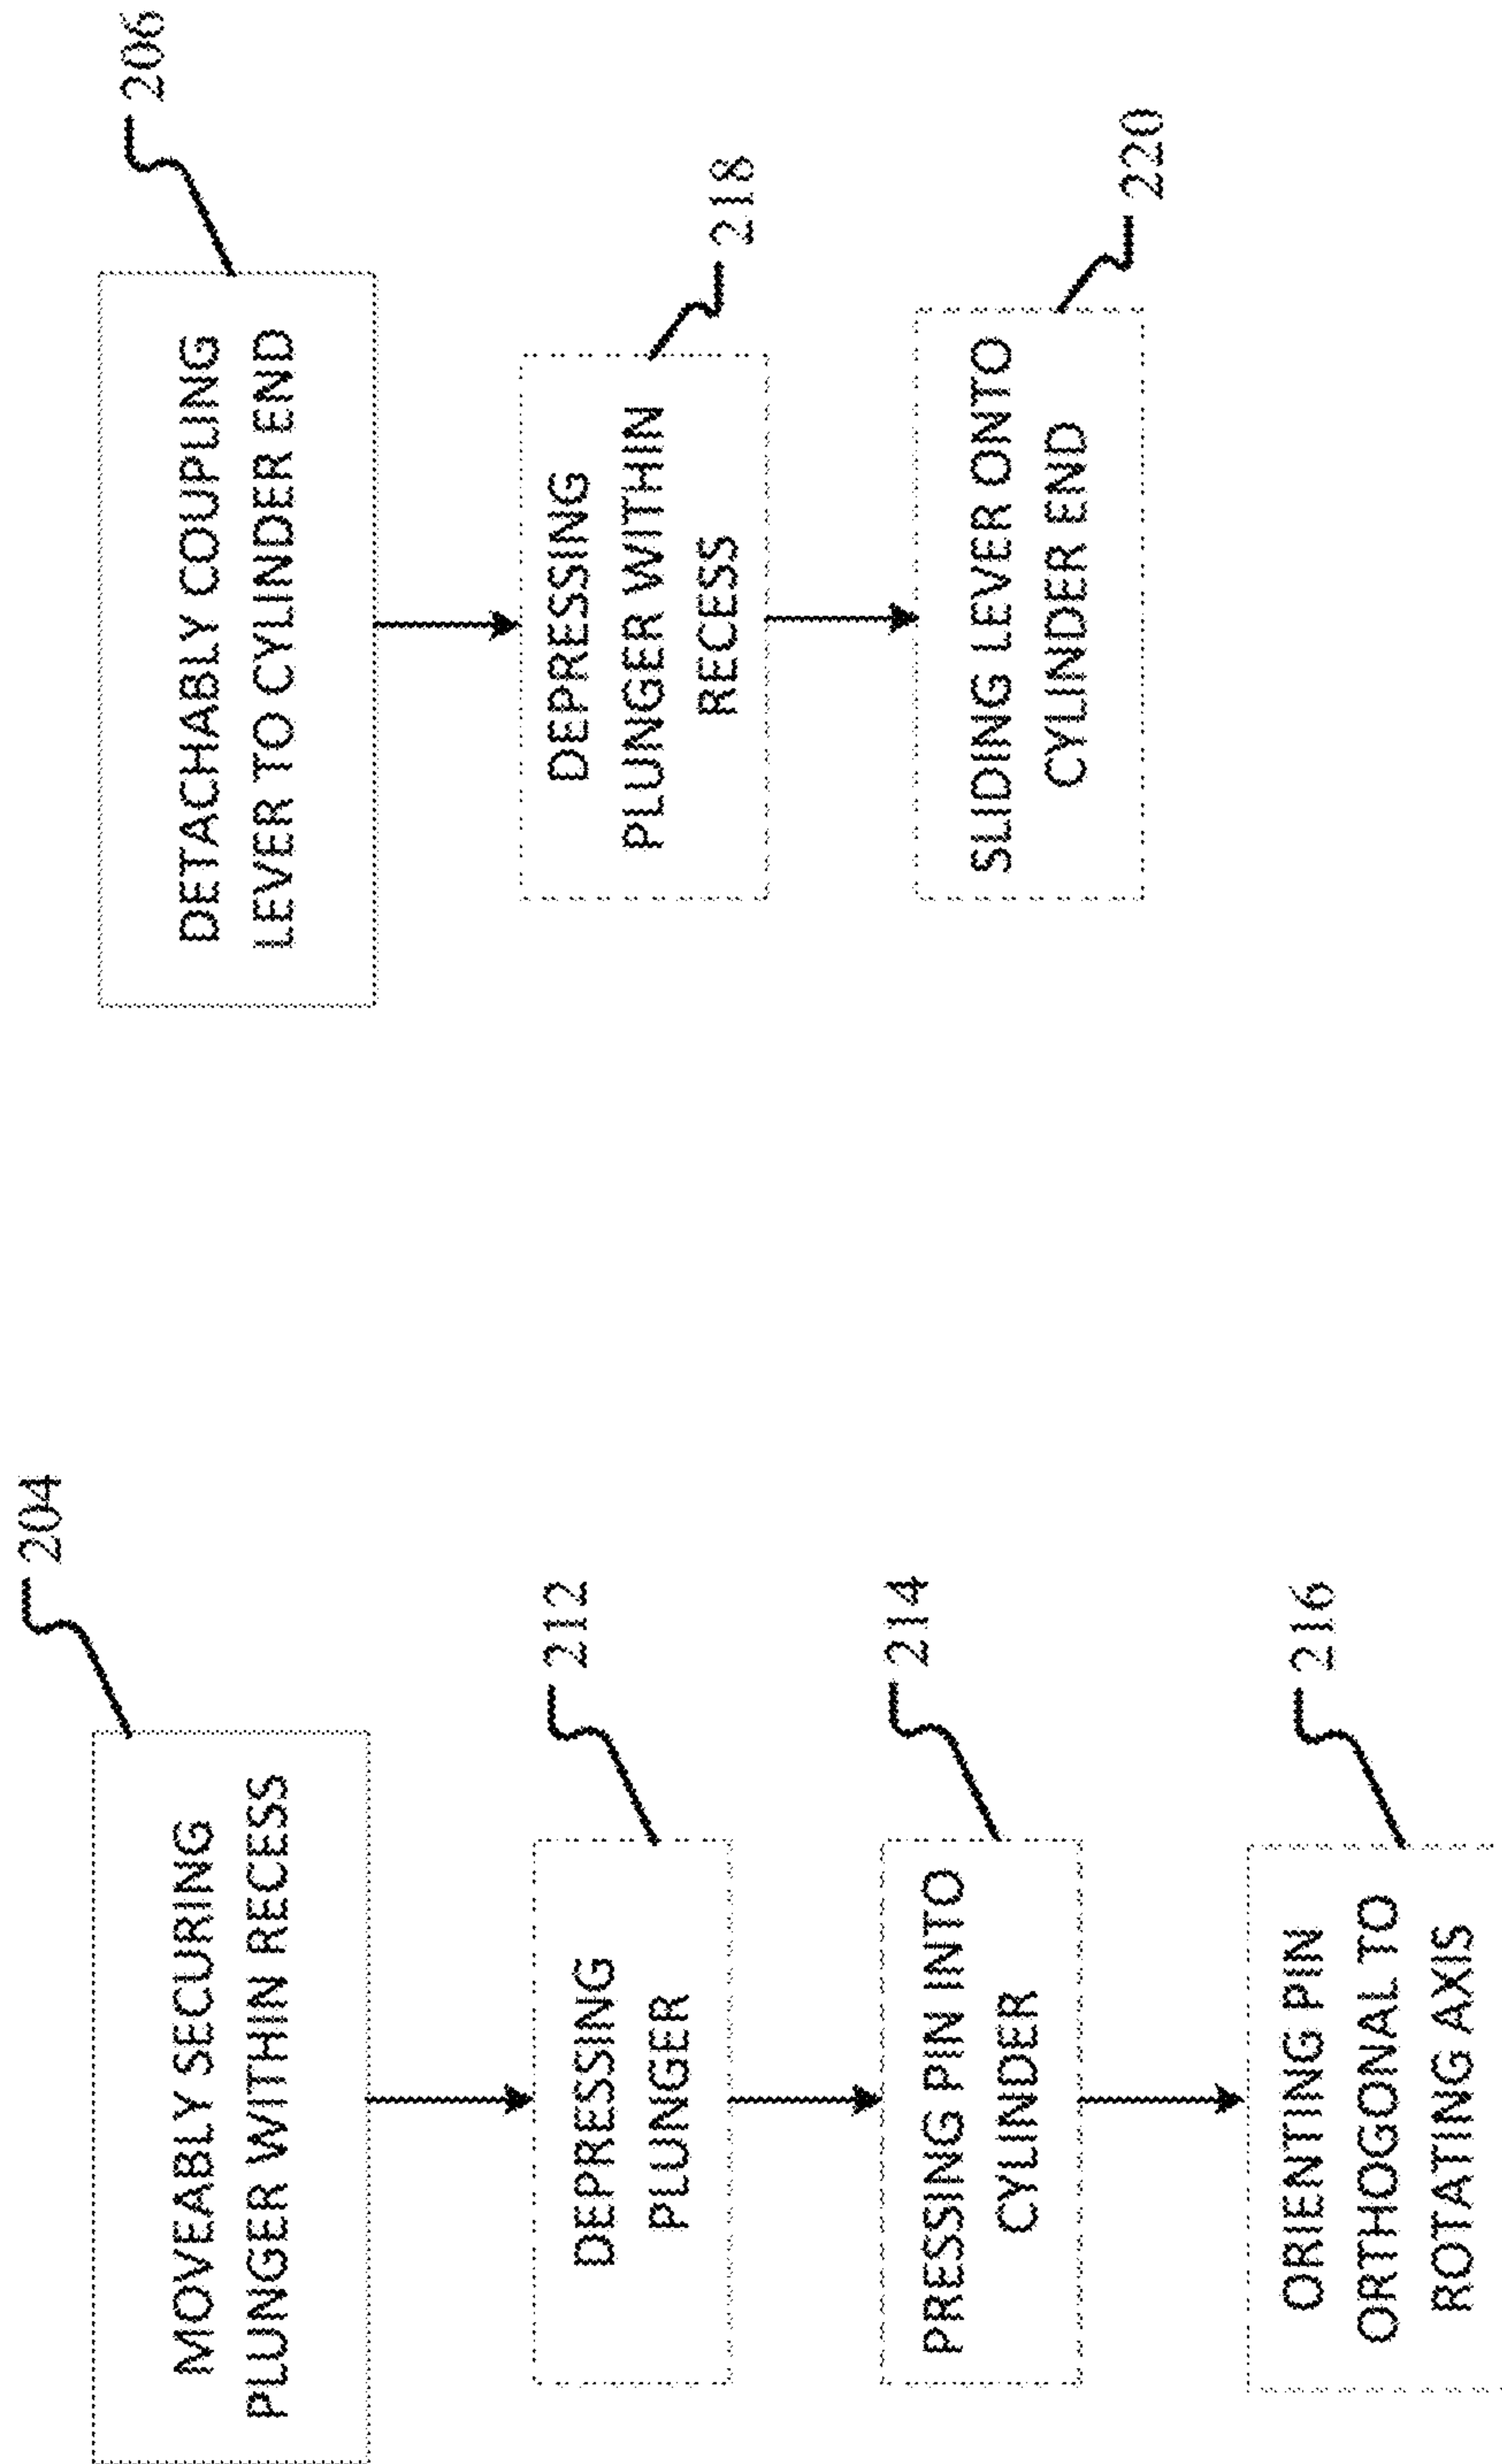 204
MOVEABLY SECURING
PLUNGER WITHIN RECESS
212
DEPRESSING
PLUNGER
214
PRESSING PIN INTO
CYLINDER
216
ORIENTING PIN
ORTHOGONAL TO
ROTATING AXIS
206
DETACHABLY COUPLING
LEVER TO CYLINDER END
218
DEPRESSING
PLUNGER WITHIN
RECESS
220
SLIDING LEVER ONTO
CYLINDER END